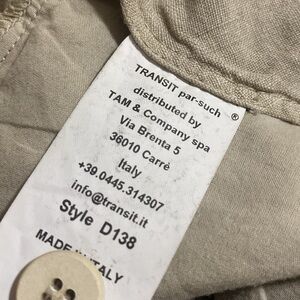 TRANSIT par-such ®
distributed by
TAM & Company spa
Via Brenta 5
36010 Carrè
Italy
+39.0445.314307
info@transit.it
Style D138
MADE IN ITALY